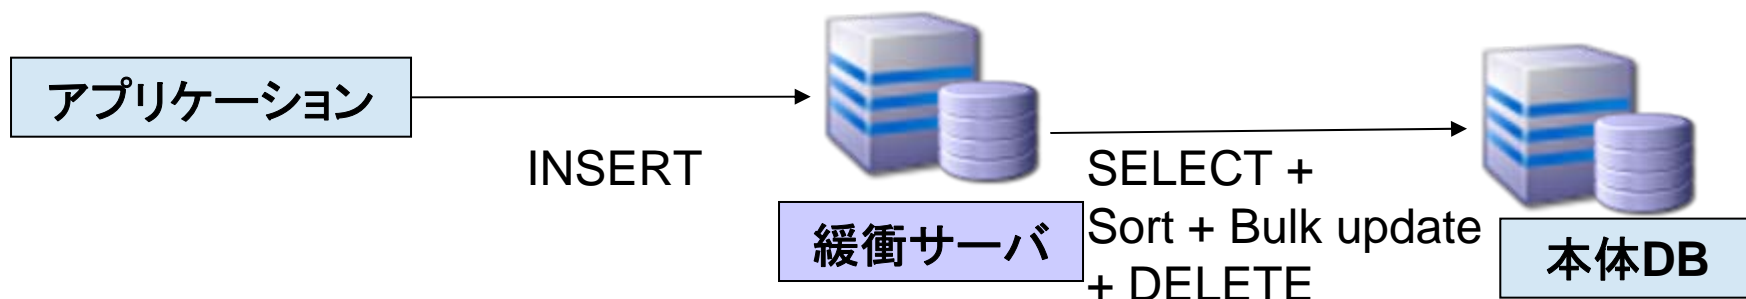 アプリケーション
INSERT
緩衝サーバ
SELECT +
Sort + Bulk update
+ DELETE
本体DB